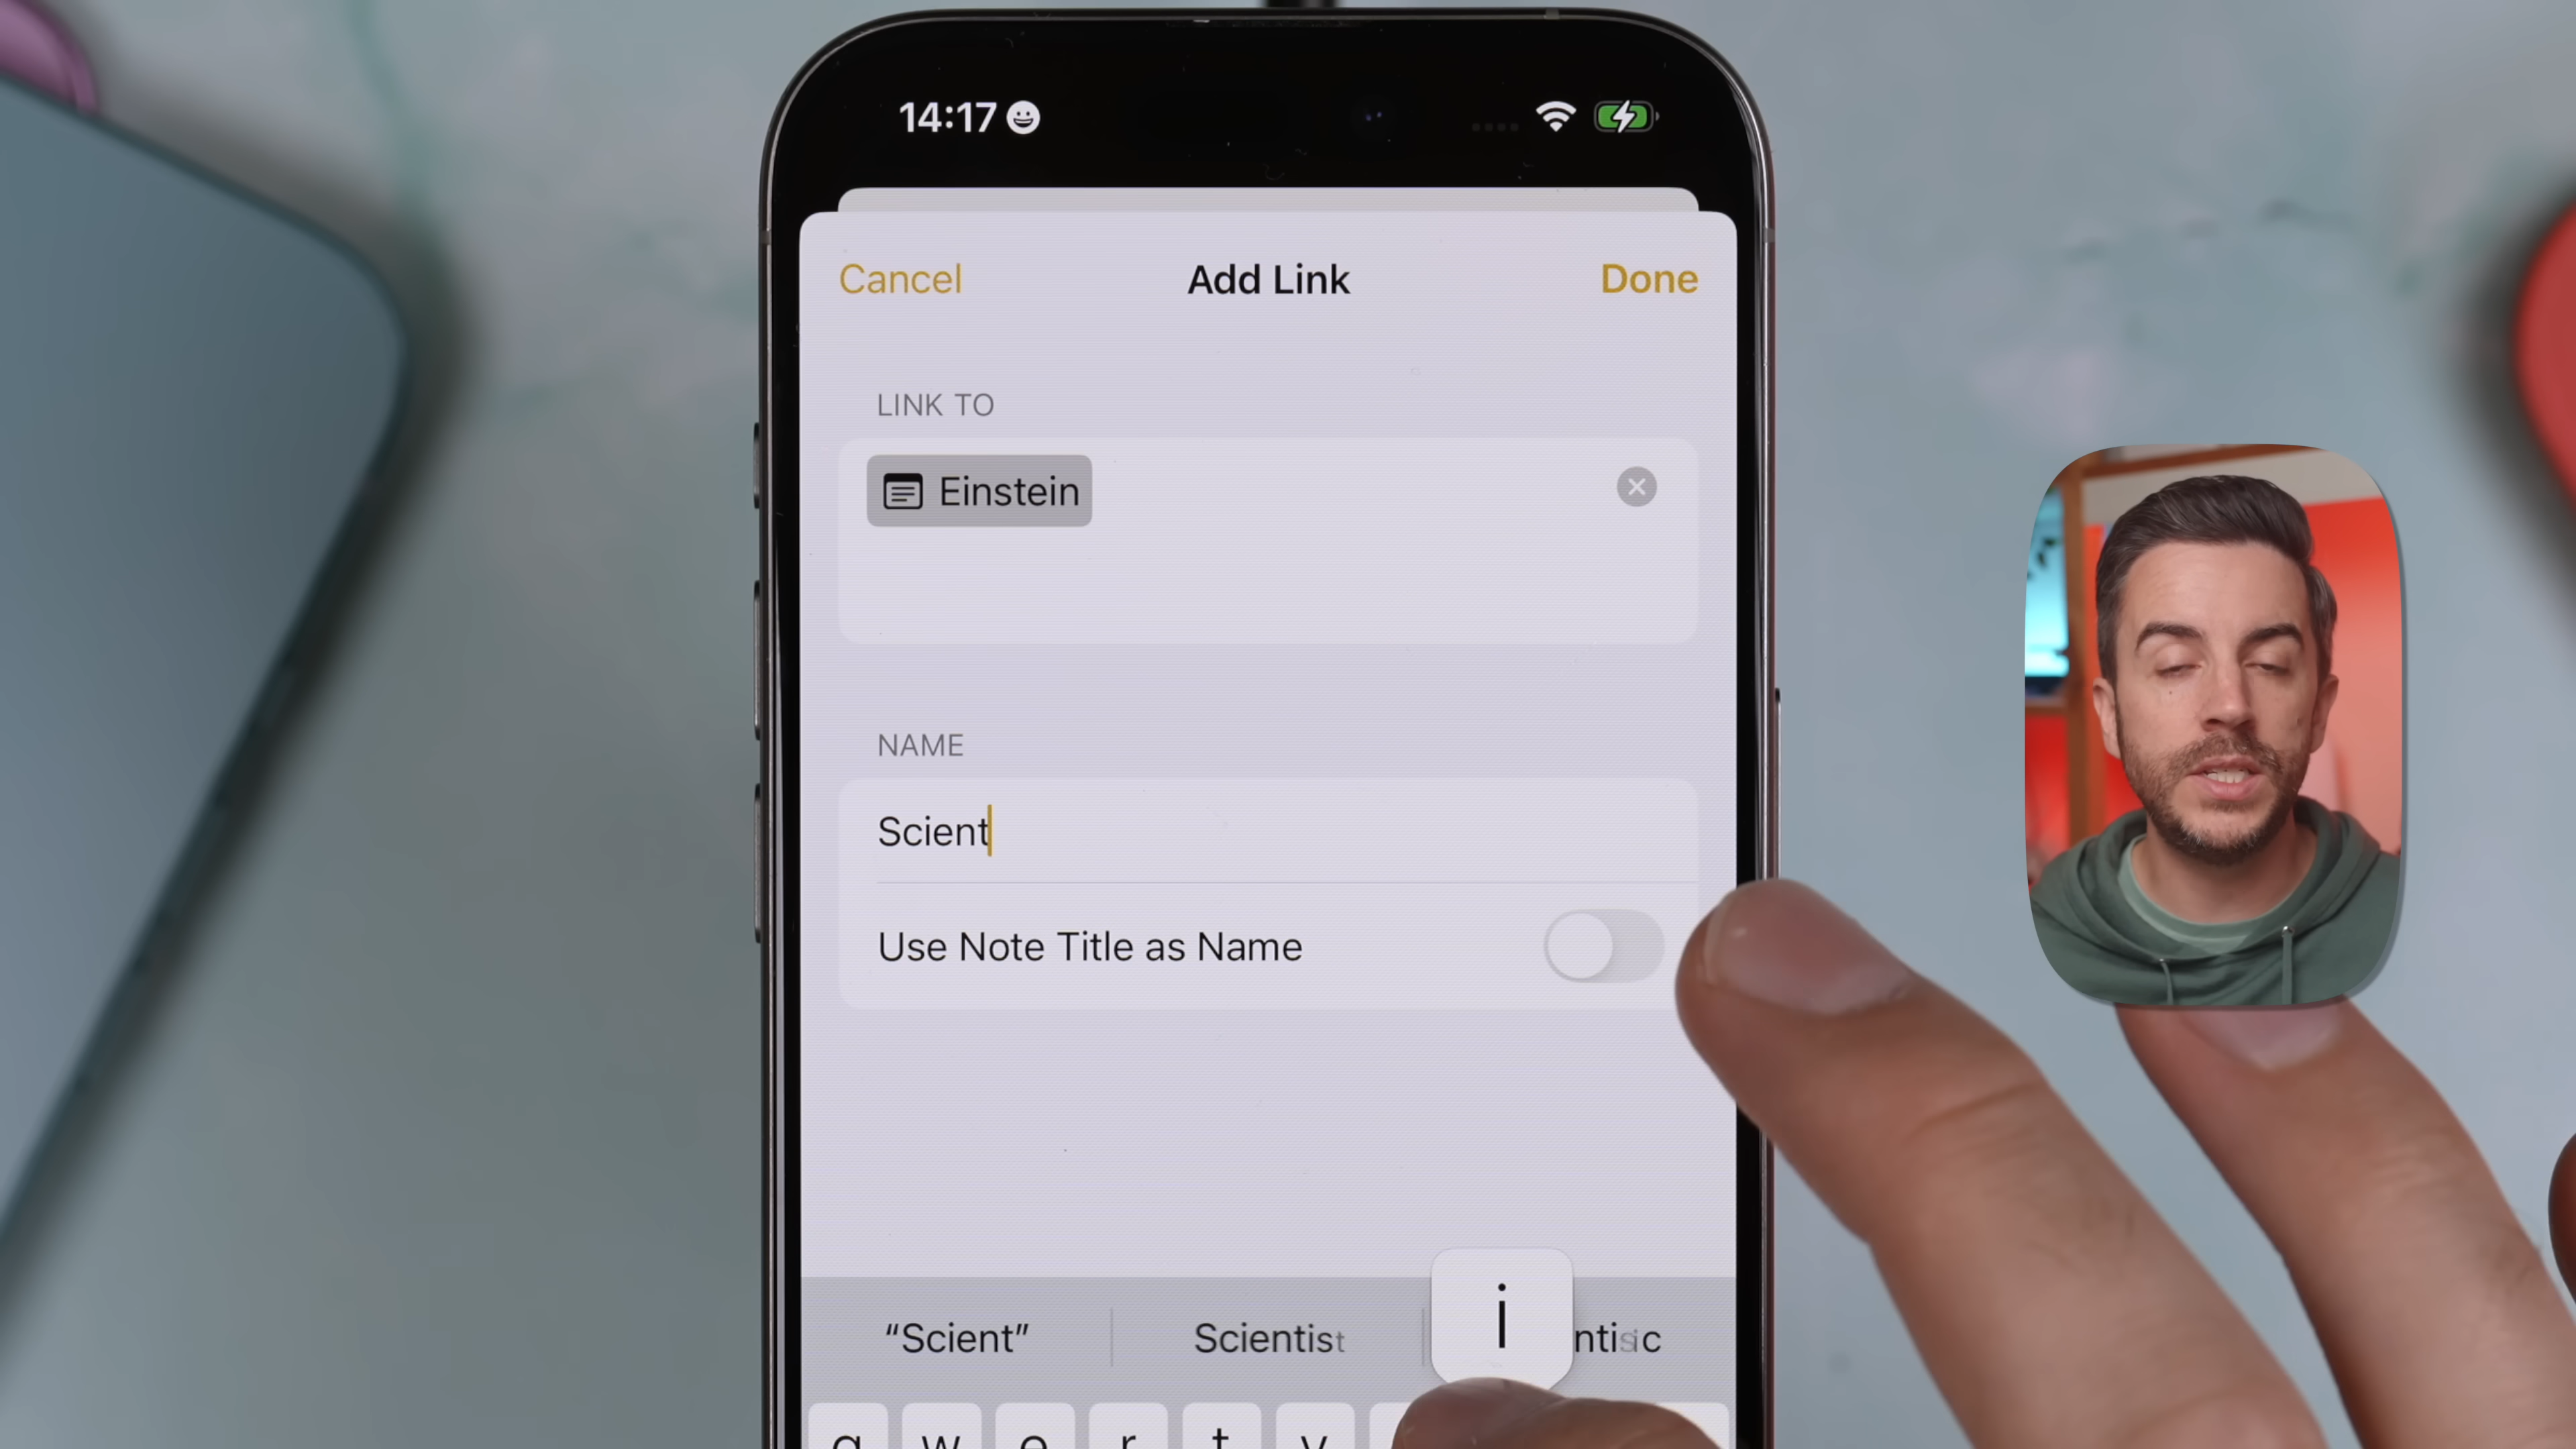 14:17
Cancel Add Link Done
LINK TO
Einstein
NAME
Scient
Use Note Title as Name
“Scient” Scientist
i
q w e r t y